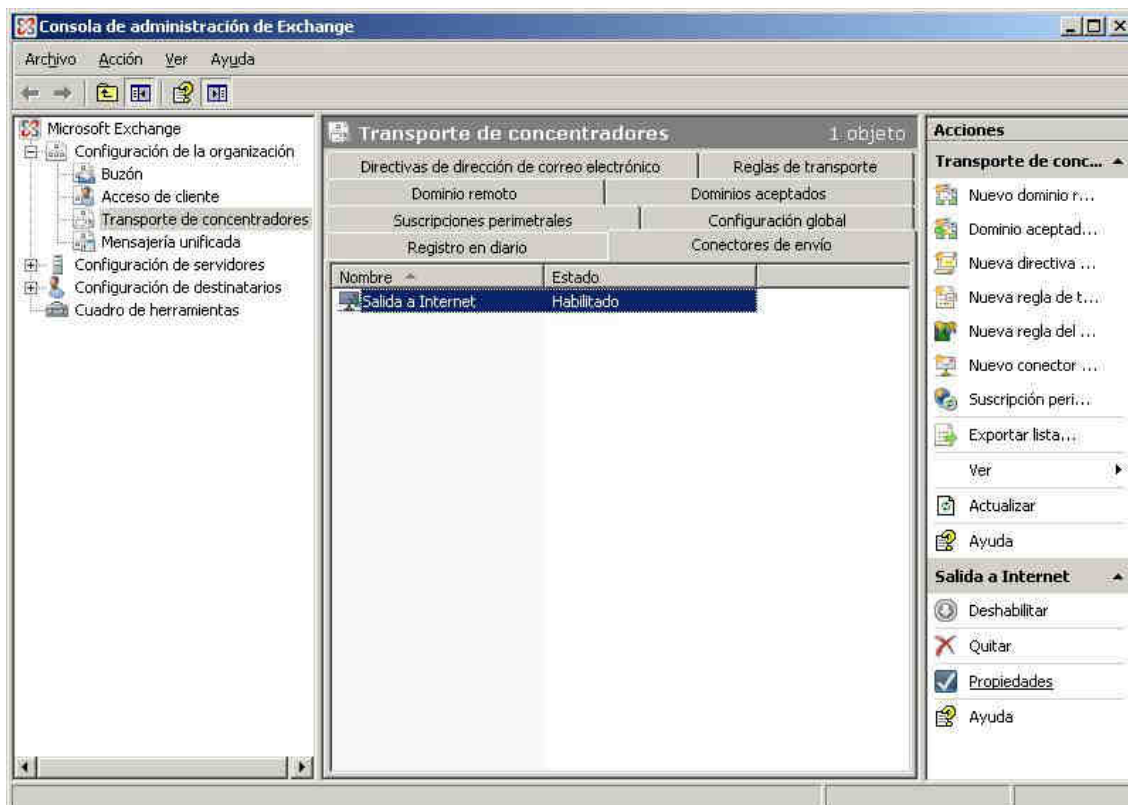 Consola de administración de Exchange
Archivo Acción Ver Ayuda
Microsoft Exchange
Configuración de la organización
Buzón
Acceso de cliente
Transporte de concentradores
Mensajería unificada
Configuración de servidores
Configuración de destinatarios
Cuadro de herramientas
Transporte de concentradores 1 objeto
Directivas de dirección de correo electrónico Reglas de transporte
Dominio remoto Dominios aceptados
Suscripciones perimetrales Configuración global
Registro en diario Conectores de envío
Nombre Estado
Salida a Internet Habilitado
Acciones
Transporte de conc...
Nuevo dominio r...
Dominio aceptad...
Nueva directiva ...
Nueva regla de t...
Nueva regla del ...
Nuevo conector ...
Suscripción peri...
Exportar lista...
Ver
Actualizar
Ayuda
Salida a Internet
Deshabilitar
Quitar
Propiedades
Ayuda